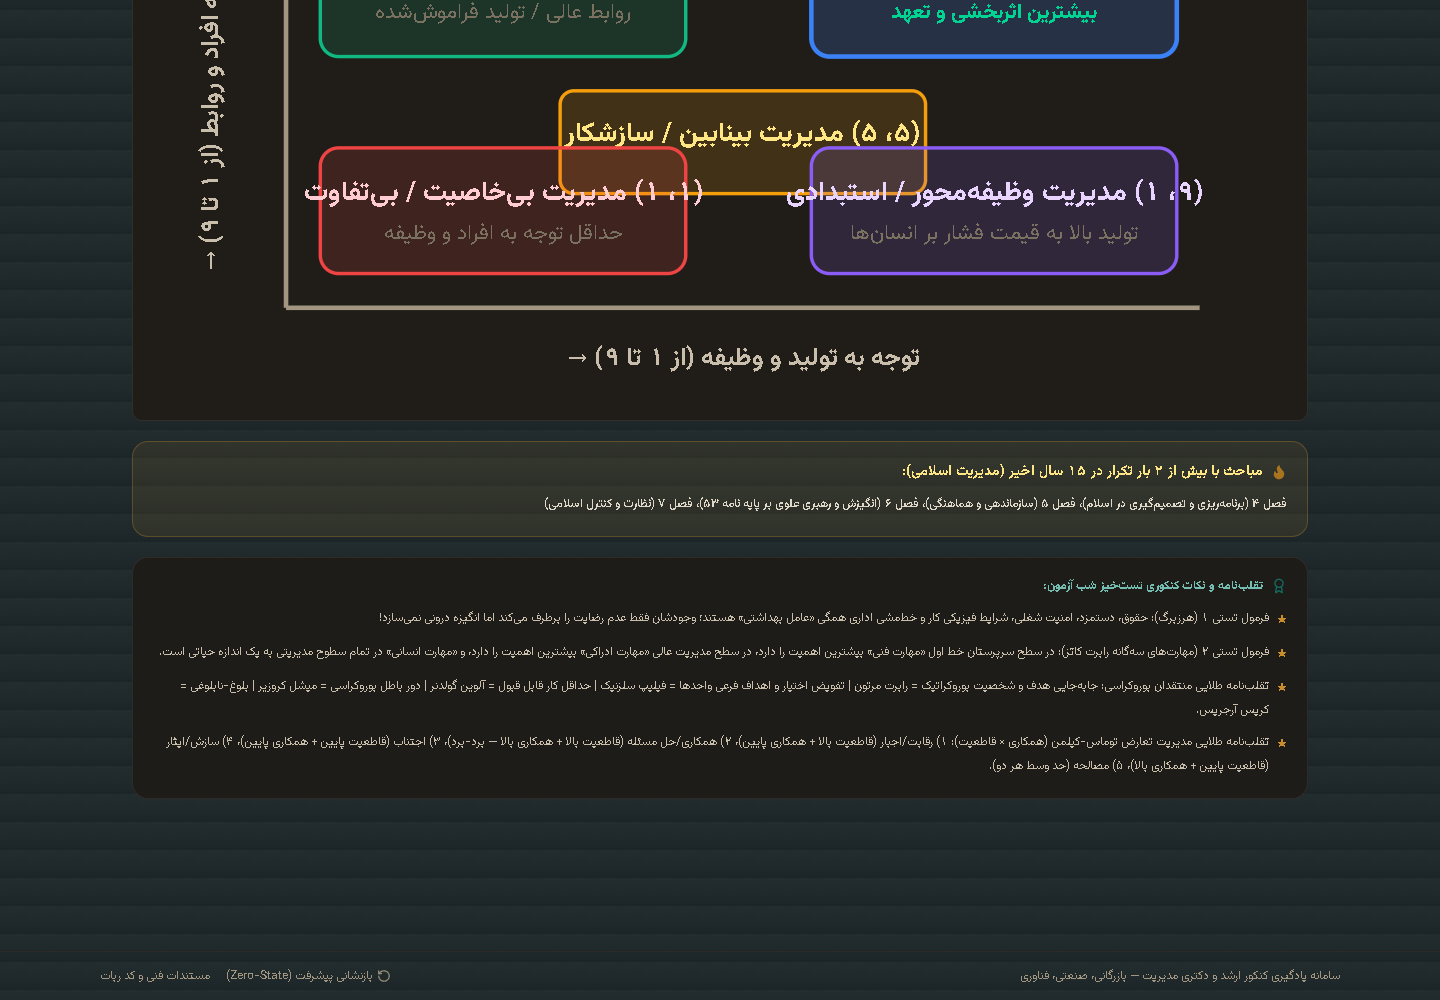 روابط عالی / تولید فراموش‌شده
بیشترین اثربخشی و تعهد
ه افراد و روابط (از ۱ تا ۹) →
(۵، ۵) مدیریت بینابین / سازشکار
(۹، ۱) مدیریت وظیفه‌محور / استبدادی
تولید بالا به قیمت فشار بر انسان‌ها
(۱، ۱) مدیریت بی‌خاصیت / بی‌تفاوت
حداقل توجه به افراد و وظیفه
توجه به تولید و وظیفه (از ۱ تا ۹) →
مباحث با بیش از ۲ بار تکرار در ۱۵ سال اخیر (مدیریت اسلامی):
فصل ۴ (برنامه‌ریزی و تصمیم‌گیری در اسلام)، فصل ۵ (سازماندهی و هماهنگی)، فصل ۶ (انگیزش و رهبری علوی بر پایه نامه ۵۳)، فصل ۷ (نظارت و کنترل اسلامی)
تقلب‌نامه و نکات کنکوری تست‌خیز شب آزمون:
فرمول تستی ۱ (هرزبرگ): حقوق، دستمزد، امنیت شغلی، شرایط فیزیکی کار و خط‌مشی اداری همگی «عامل بهداشتی» هستند؛ وجودشان فقط عدم رضایت را برطرف می‌کند اما انگیزه درونی نمی‌سازد!
فرمول تستی ۲ (مهارت‌های سه‌گانه رابرت کاتز): در سطح سرپرستان خط اول «مهارت فنی» بیشترین اهمیت را دارد، در سطح مدیریت عالی «مهارت ادراکی» بیشترین اهمیت را دارد، و «مهارت انسانی» در تمام سطوح مدیریتی به یک اندازه حیاتی است.
تقلب‌نامه طلایی منتقدان بوروکراسی: جابه‌جایی هدف و شخصیت بوروکراتیک = رابرت مرتون | تفویض اختیار و اهداف فرعی واحدها = فیلیپ سلزنیک | حداقل کار قابل قبول = آلوین گولدنر | دور باطل بوروکراسی = میشل کروزیر | بلوغ-نابلوغی =
کریس آرجریس.
تقلب‌نامه طلایی مدیریت تعارض توماس-کیلمن (همکاری × قاطعیت): ۱) رقابت/اجبار (قاطعیت بالا + همکاری پایین)، ۲) همکاری/حل مسئله (قاطعیت بالا + همکاری بالا — برد-برد)، ۳) اجتناب (قاطعیت پایین + همکاری پایین)، ۴) سازش/ایثار
(قاطعیت پایین + همکاری بالا)، ۵) مصالحه (حد وسط هر دو).
سامانه یادگیری کنکور ارشد و دکتری مدیریت — بازرگانی، صنعتی، فناوری
بازنشانی پیشرفت (Zero-State)
مستندات فنی و کد ربات